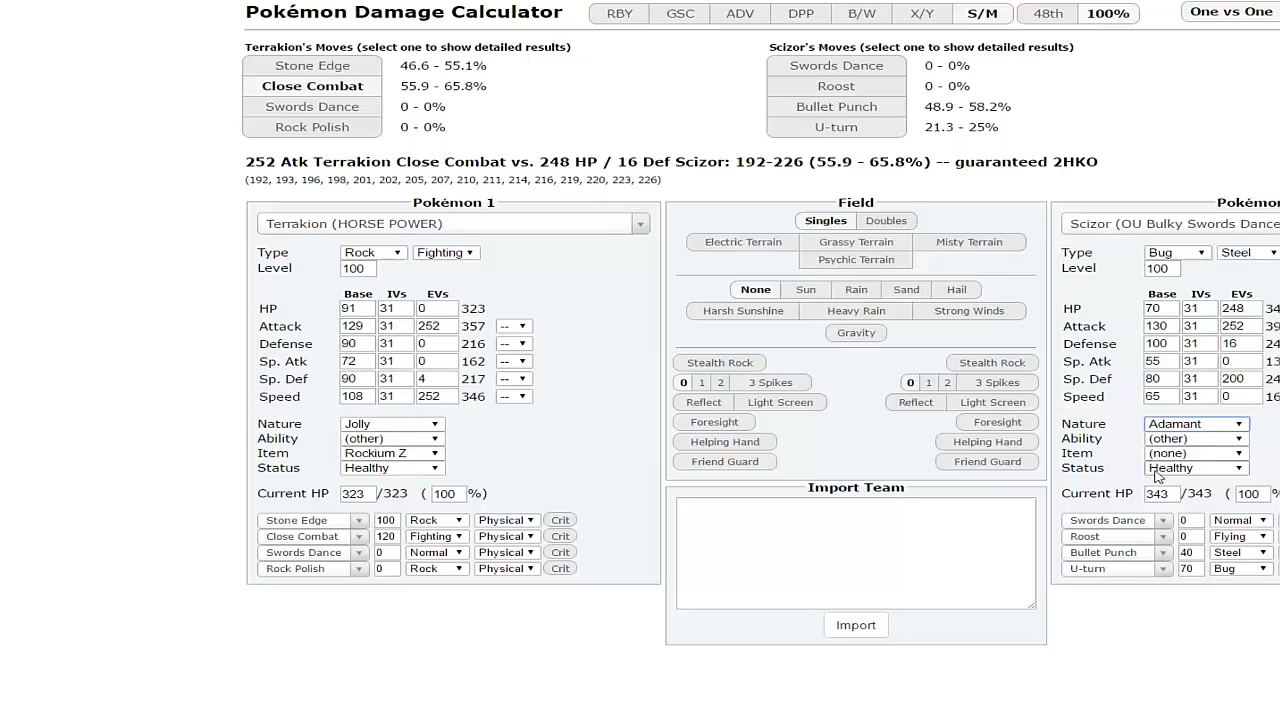 Pokémon Damage Calculator RBY GSC ADV DPP B/W X/Y S/M 48th 100% One vs One
Terrakion's Moves (select one to show detailed results)
Stone Edge 46.6 - 55.1%
Close Combat 55.9 - 65.8%
Swords Dance 0 - 0%
Rock Polish 0 - 0%
Scizor's Moves (select one to show detailed results)
Swords Dance 0 - 0%
Roost 0 - 0%
Bullet Punch 48.9 - 58.2%
U-turn 21.3 - 25%
252 Atk Terrakion Close Combat vs. 248 HP / 16 Def Scizor: 192-226 (55.9 - 65.8%) -- guaranteed 2HKO
(192, 193, 196, 198, 201, 202, 205, 207, 210, 211, 214, 216, 219, 220, 223, 226)
Pokémon 1
Terrakion (HORSE POWER)
Type Rock Fighting
Level 100
Base IVs EVs
HP 91 31 0 323
Attack 129 31 252 357 --
Defense 90 31 0 216 --
Sp. Atk 72 31 0 162 --
Sp. Def 90 31 4 217 --
Speed 108 31 252 346 --
Nature Jolly
Ability (other)
Item Rockium Z
Status Healthy
Current HP 323 /323 ( 100 %)
Stone Edge 100 Rock Physical Crit
Close Combat 120 Fighting Physical Crit
Swords Dance 0 Normal Physical Crit
Rock Polish 0 Rock Physical Crit
Field
Singles Doubles
Electric Terrain Grassy Terrain Misty Terrain
Psychic Terrain
None Sun Rain Sand Hail
Harsh Sunshine Heavy Rain Strong Winds
Gravity
Stealth Rock Stealth Rock
0 1 2 3 Spikes 0 1 2 3 Spikes
Reflect Light Screen Reflect Light Screen
Foresight Foresight
Helping Hand Helping Hand
Friend Guard Friend Guard
Import Team
Import
Pokémo
Scizor (OU Bulky Swords Dance
Type Bug Steel
Level 100
Base IVs EVs
HP 70 31 248 34
Attack 130 31 252 39
Defense 100 31 16 24
Sp. Atk 55 31 0 13
Sp. Def 80 31 200 24
Speed 65 31 0 16
Nature Adamant
Ability (other)
Item (none)
Status Healthy
Current HP 343 /343 ( 100 %
Swords Dance 0 Normal
Roost 0 Flying
Bullet Punch 40 Steel
U-turn 70 Bug